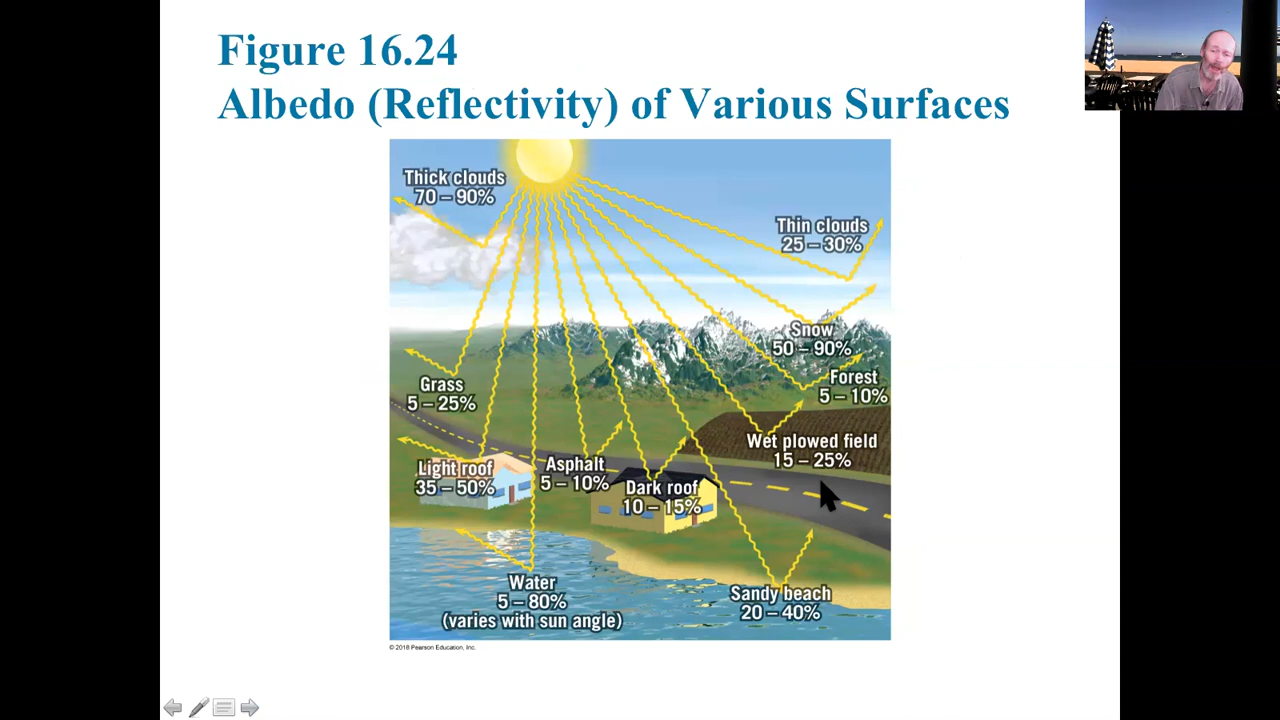 Figure 16.24
Albedo (Reflectivity) of Various Surfaces
Thick clouds
70 – 90%
Thin clouds
25 – 30%
Snow
50 – 90%
Forest
5 – 10%
Grass
5 – 25%
Wet plowed field
15 – 25%
Light roof
35 – 50%
Asphalt
5 – 10%
Dark roof
10 – 15%
Water
5 – 80%
(varies with sun angle)
Sandy beach
20 – 40%
© 2018 Pearson Education, Inc.